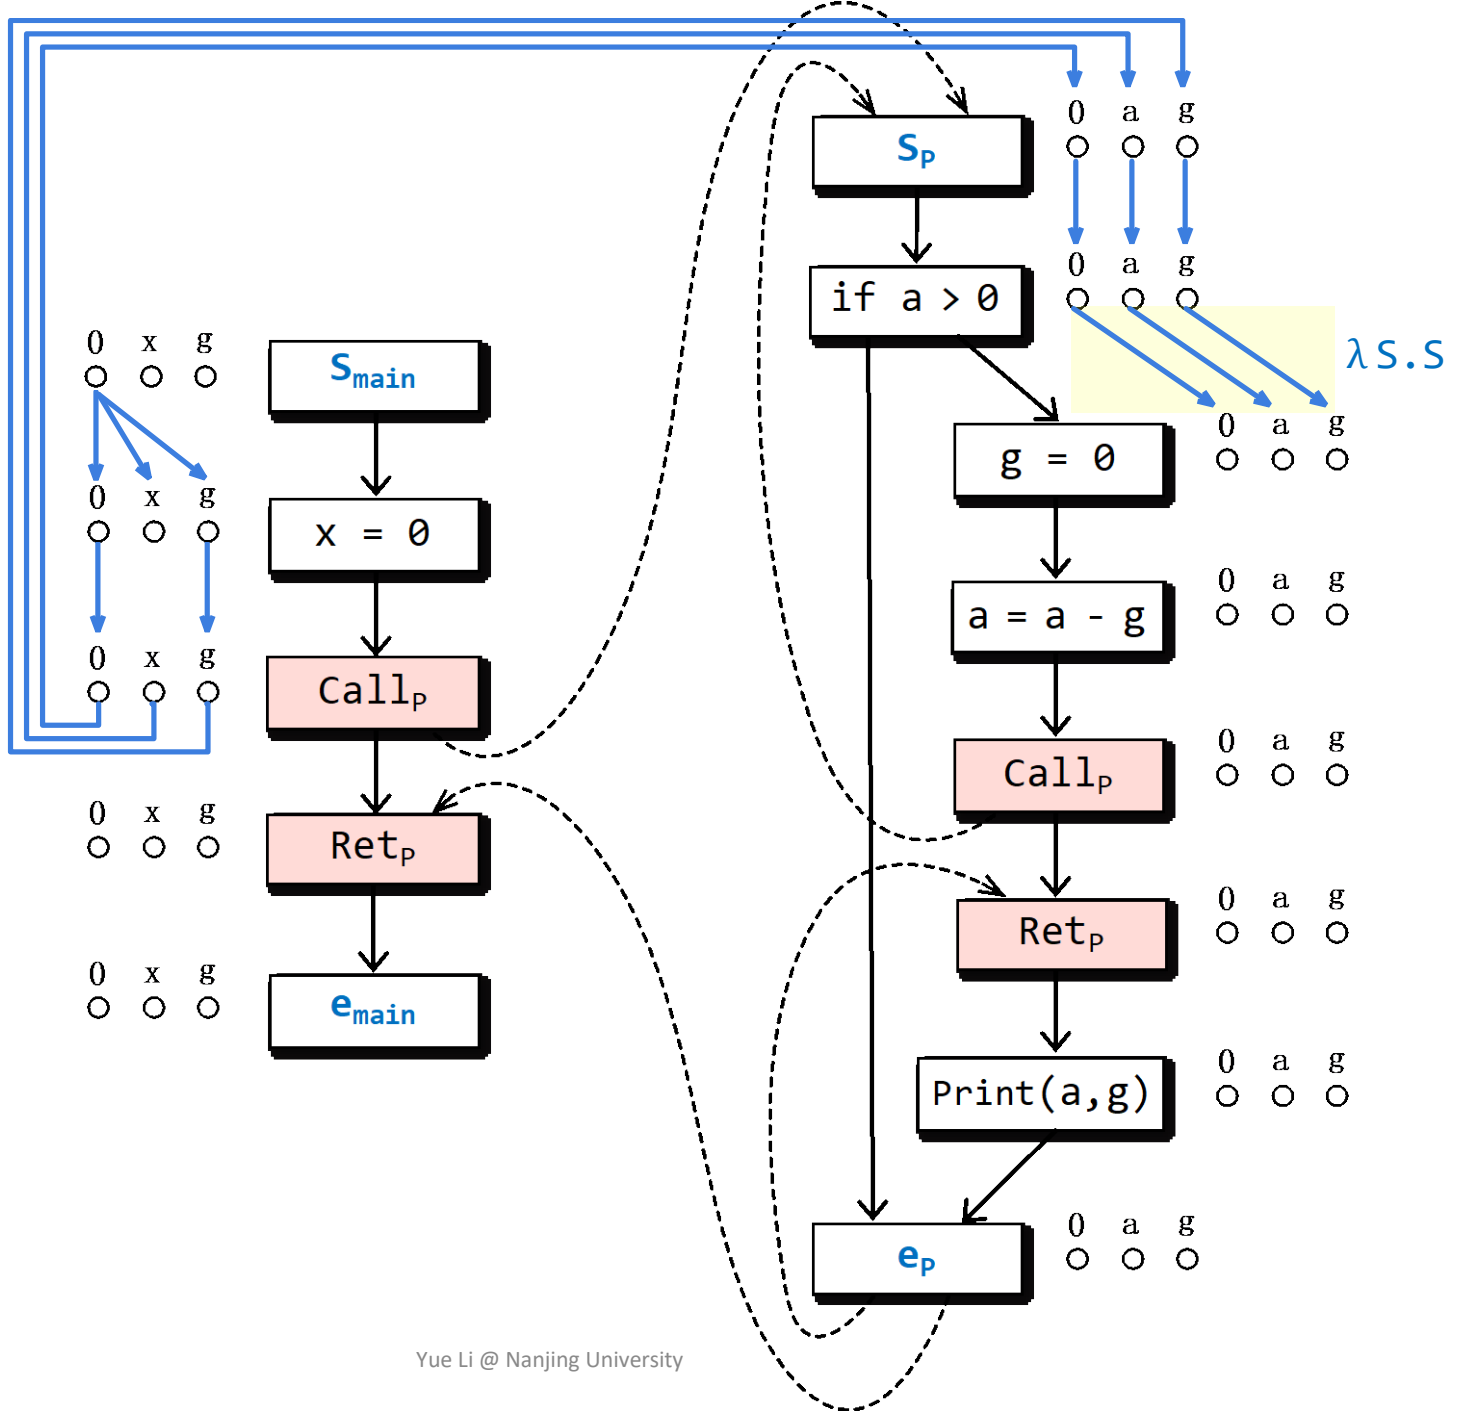 0 a g
S_P
0 a g
if a > 0
λ S.S
0 x g
S_main
0 a g
g = 0
0 x g
x = 0
0 a g
a = a - g
0 x g
Call_P
0 a g
Call_P
0 x g
Ret_P
0 a g
Ret_P
0 x g
e_main
0 a g
Print(a,g)
0 a g
e_P
Yue Li @ Nanjing University